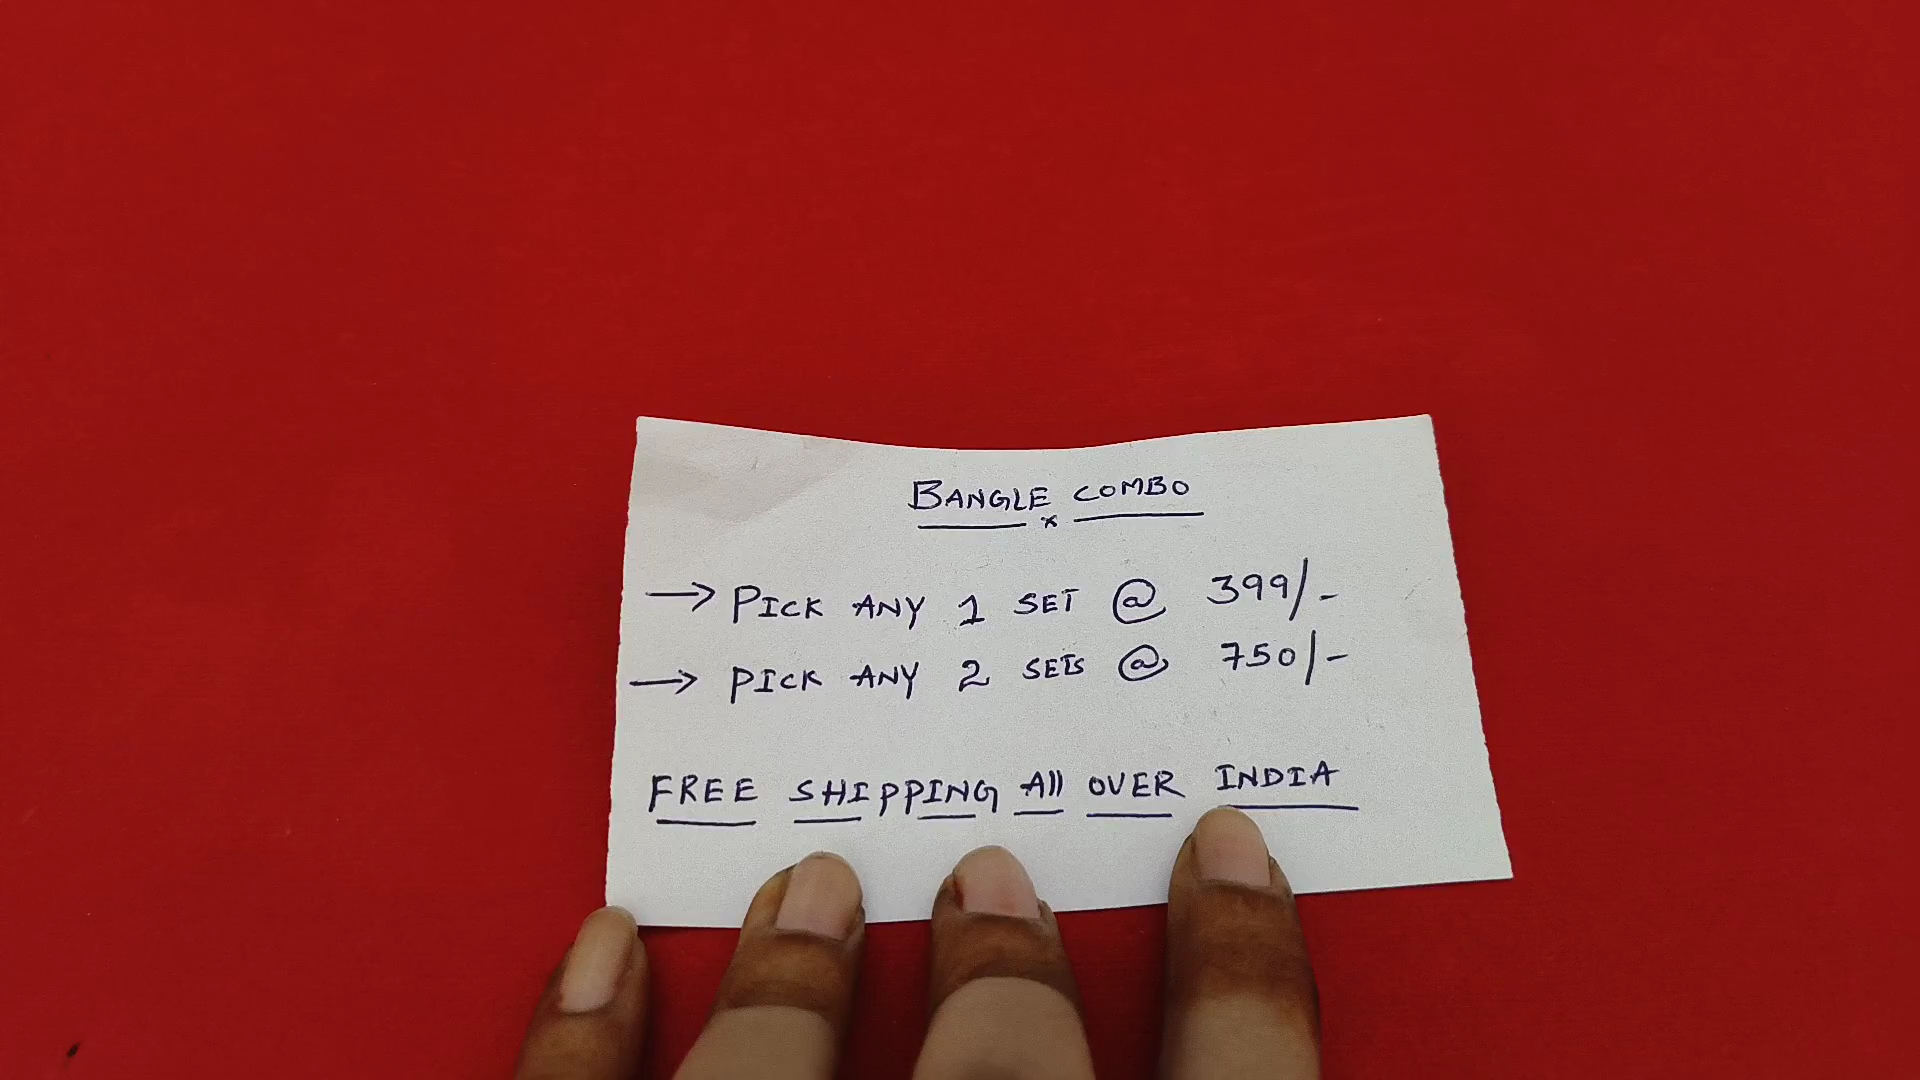 BANGLE COMBO
x
→ PICK ANY 1 SET @ 399/-
→ PICK ANY 2 SETS @ 750/-
FREE SHIPPING All OVER INDIA